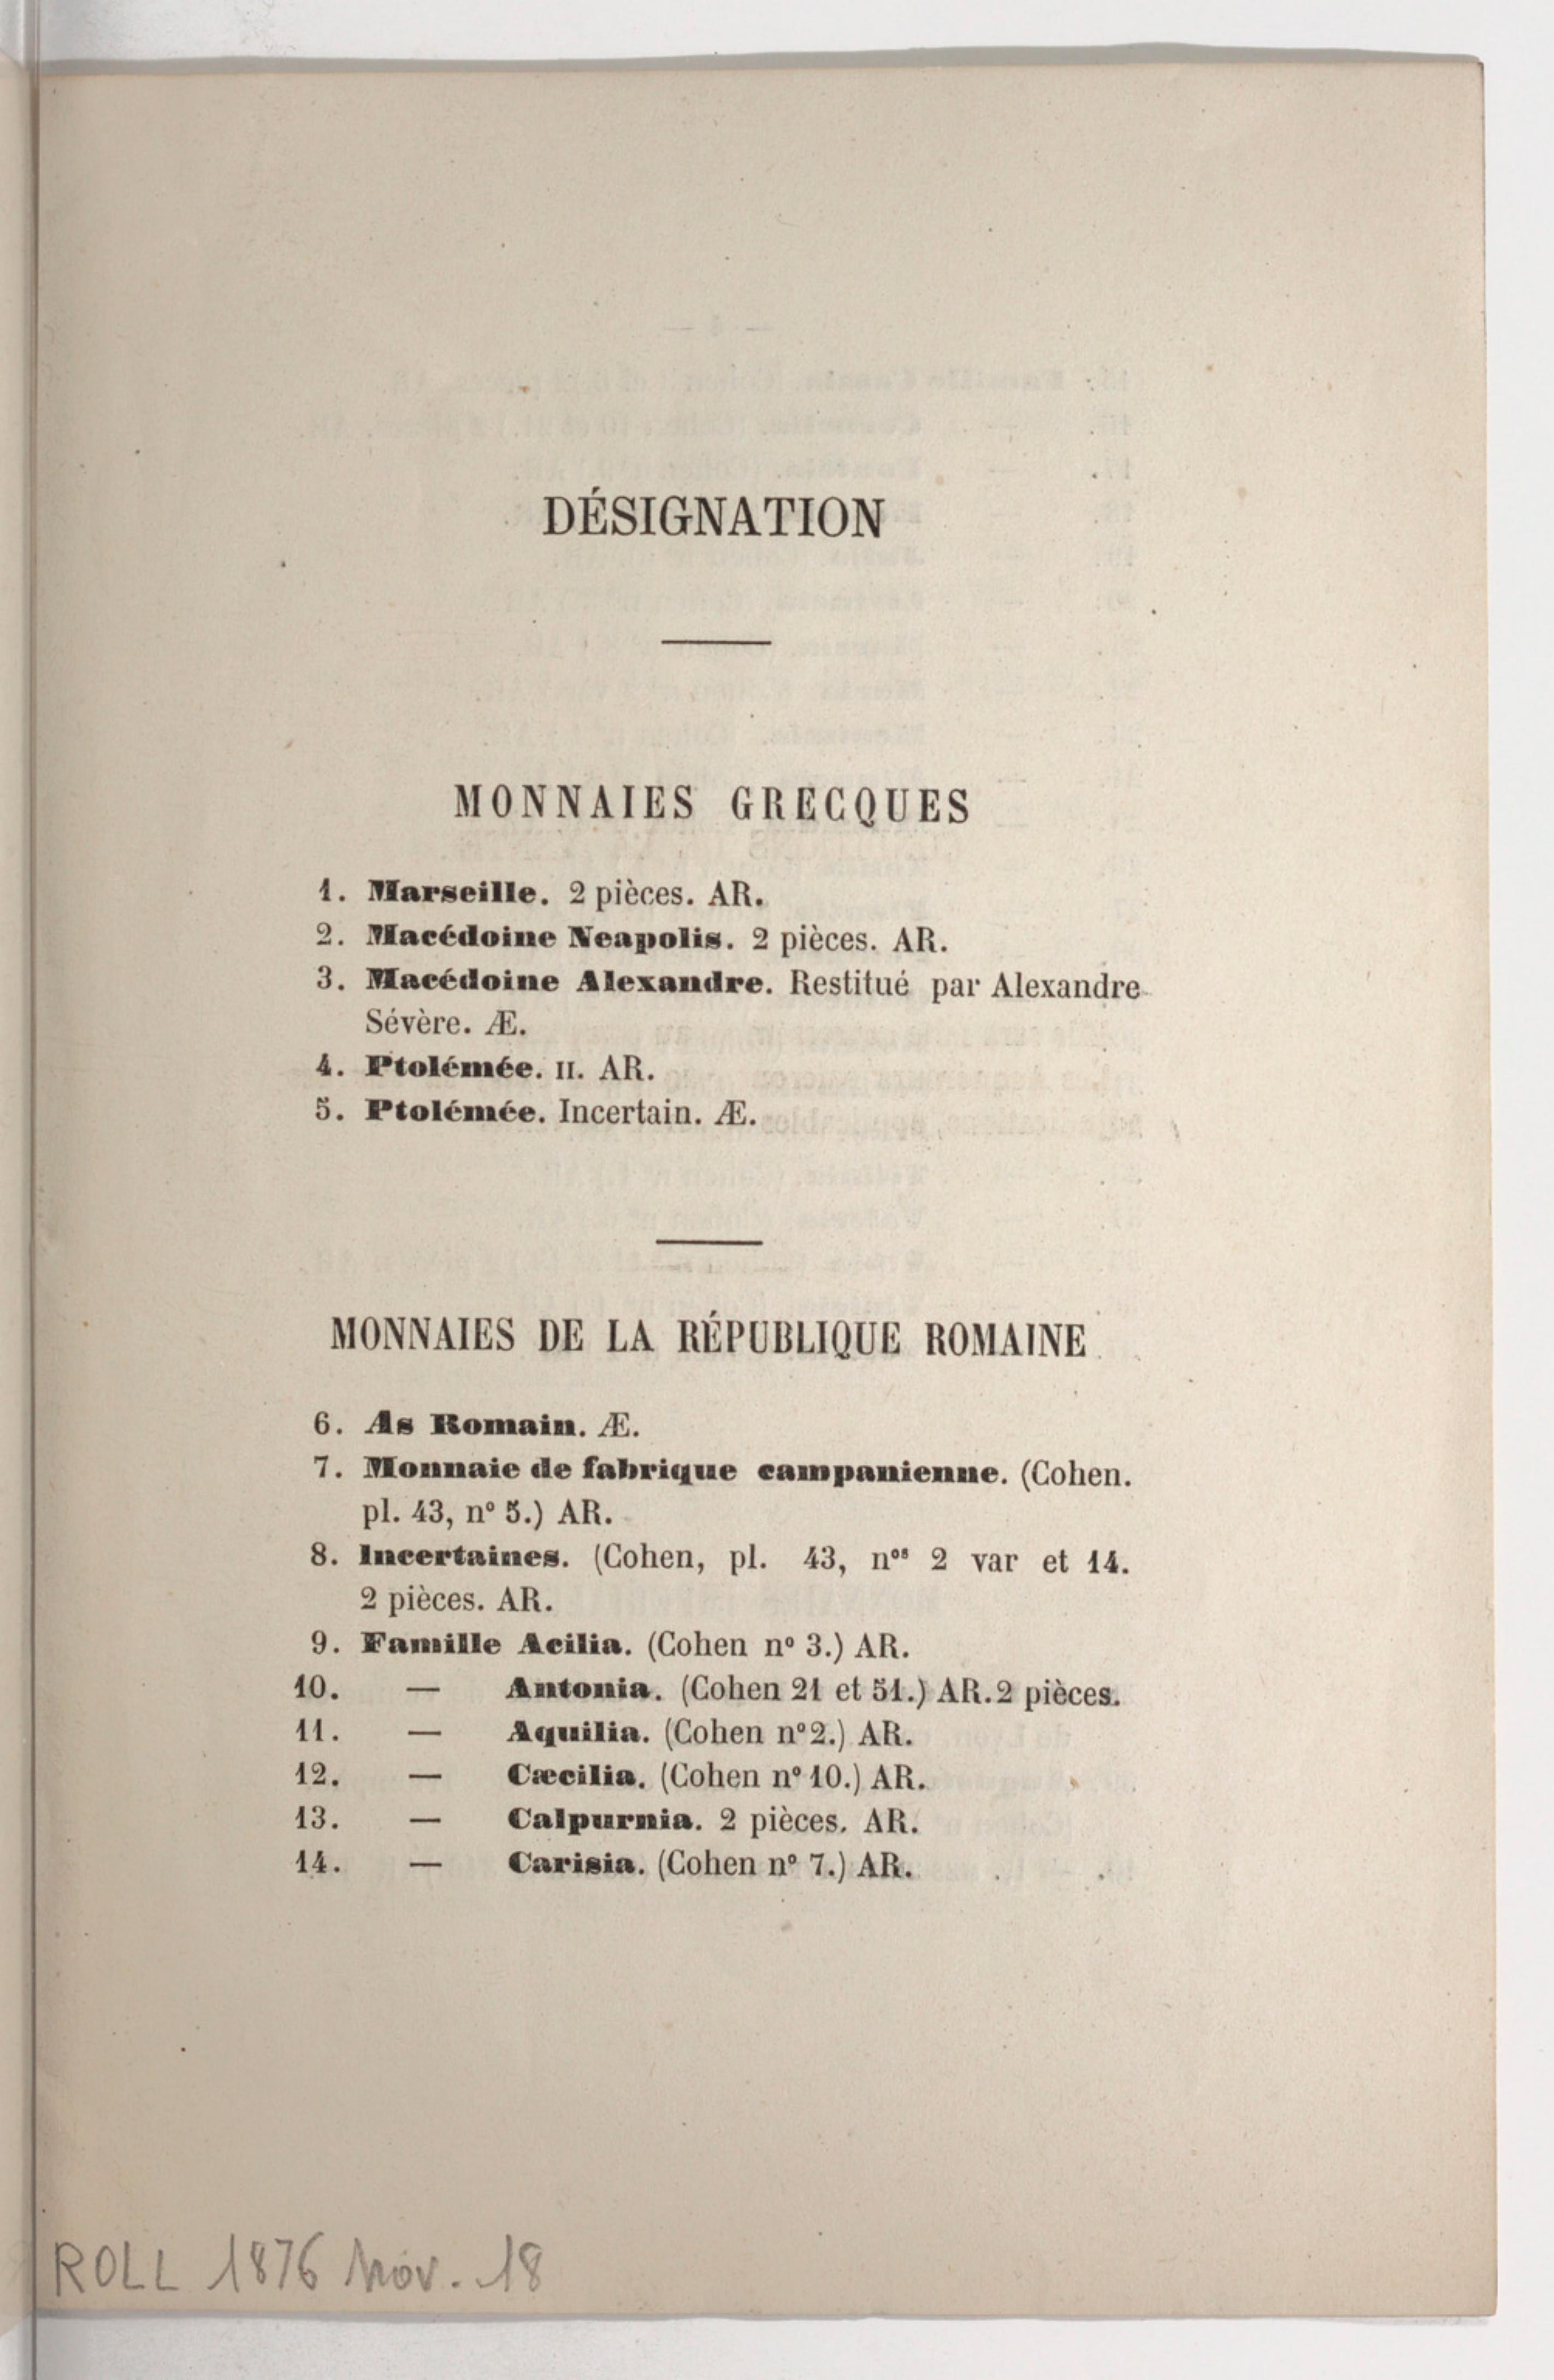 DÉSIGNATION
MONNAIES GRECQUES
1. Marseille. 2 pièces. AR.
2. Macédoine Neapolis. 2 pièces. AR.
3. Macédoine Alexandre. Restitué par Alexandre
Sévère. Æ.
4. Ptolémée. II. AR.
5. Ptolémée. Incertain. Æ.
MONNAIES DE LA RÉPUBLIQUE ROMAINE
6. As Romain. Æ.
7. Monnaie de fabrique campanienne. (Cohen.
pl. 43, nº 5.) AR.
8. Incertaines. (Cohen, pl. 43, nºˢ 2 var et 14.
2 pièces. AR.
9. Famille Acilia. (Cohen nº 3.) AR.
10. — Antonia. (Cohen 21 et 51.) AR. 2 pièces.
11. — Aquilia. (Cohen nº 2.) AR.
12. — Cæcilia. (Cohen nº 10.) AR.
13. — Calpurnia. 2 pièces. AR.
14. — Carisia. (Cohen nº 7.) AR.
ROLL 1876 Nov. 18